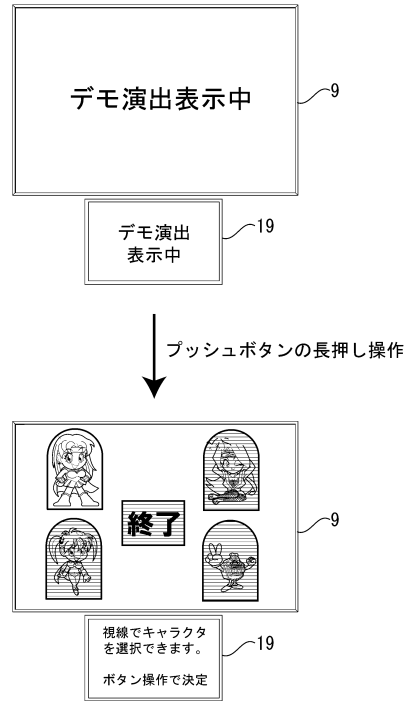 デモ演出表示中
9
デモ演出
表示中
19
プッシュボタンの長押し操作
終了
9
視線でキャラクタ
を選択できます。
ボタン操作で決定
19